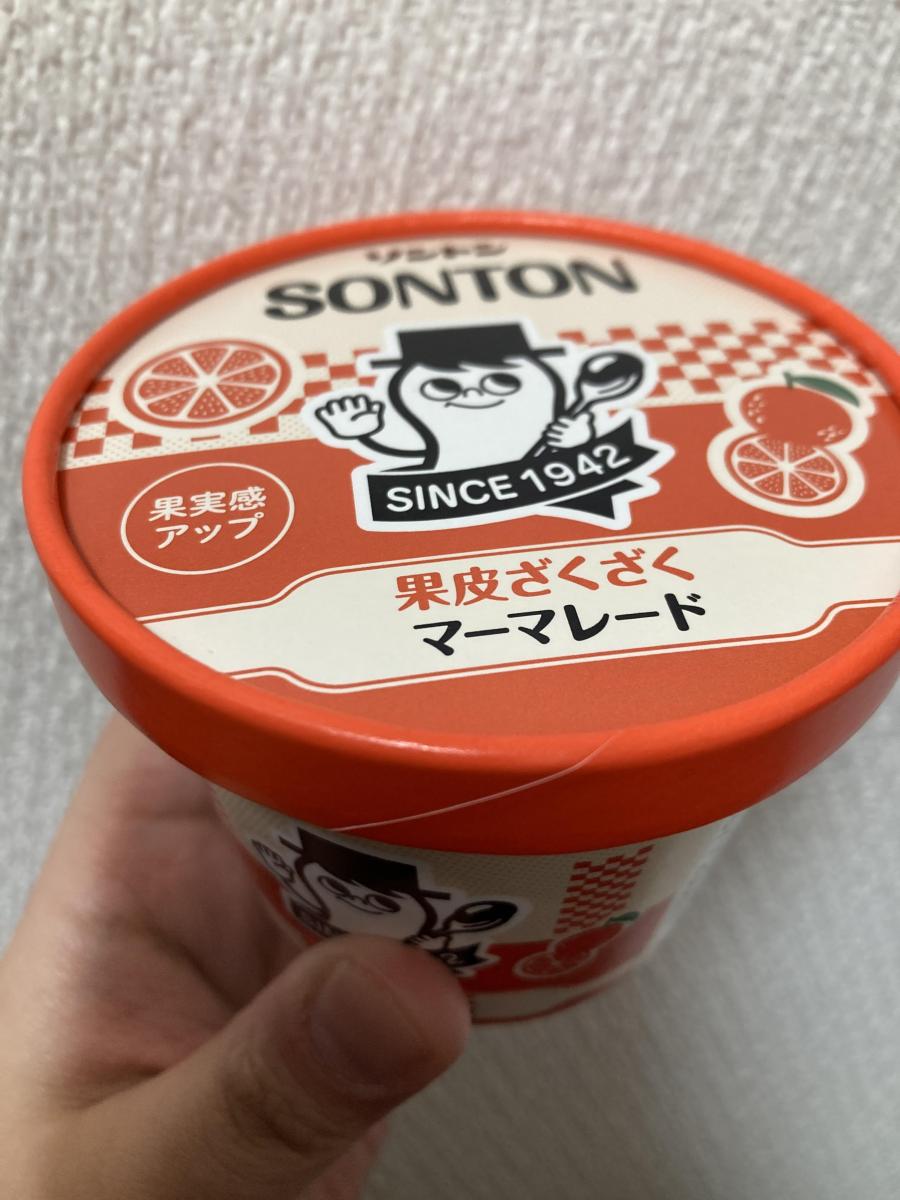 ソントン
SONTON
SINCE 1942
果実感
アップ
果皮ざくざく
マーマレード